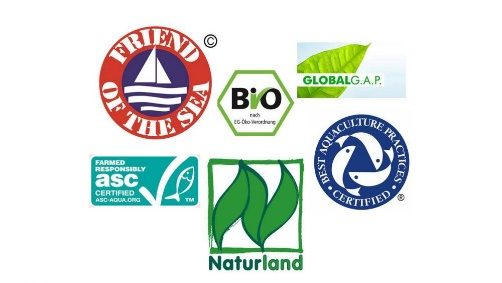 FRIEND
OF THE SEA
©
BiO
nach
EG-Öko-Verordnung
GLOBALG.A.P.
FARMED
RESPONSIBLY
asc
CERTIFIED
ASC-AQUA.ORG
TM
Naturland
BEST AQUACULTURE PRACTICES
CERTIFIED
®